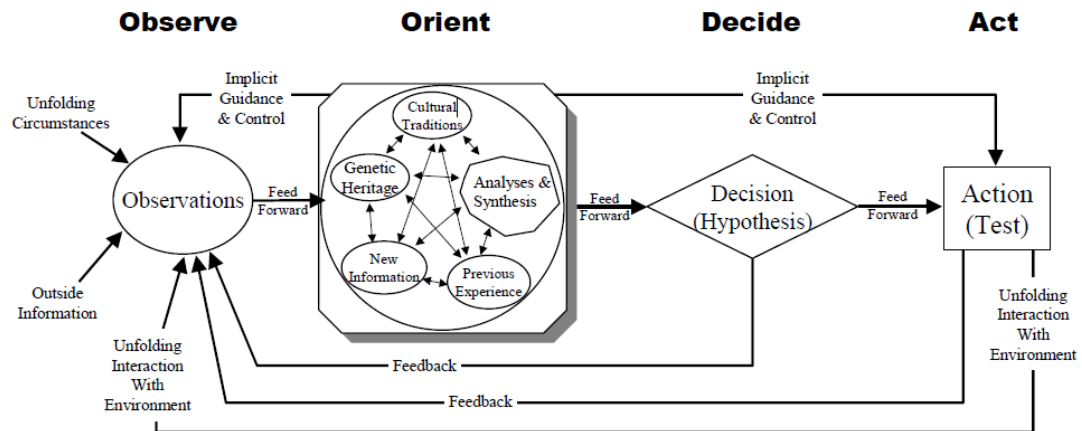 Observe
Orient
Decide
Act
Implicit
Guidance
& Control
Unfolding
Circumstances
Observations
Outside
Information
Feed
Forward
Cultural
Traditions
Genetic
Heritage
Analyses &
Synthesis
New
Information
Previous
Experience
Feed
Forward
Implicit
Guidance
& Control
Decision
(Hypothesis)
Feed
Forward
Action
(Test)
Unfolding
Interaction
With
Environment
Feedback
Feedback
Unfolding
Interaction
With
Environment